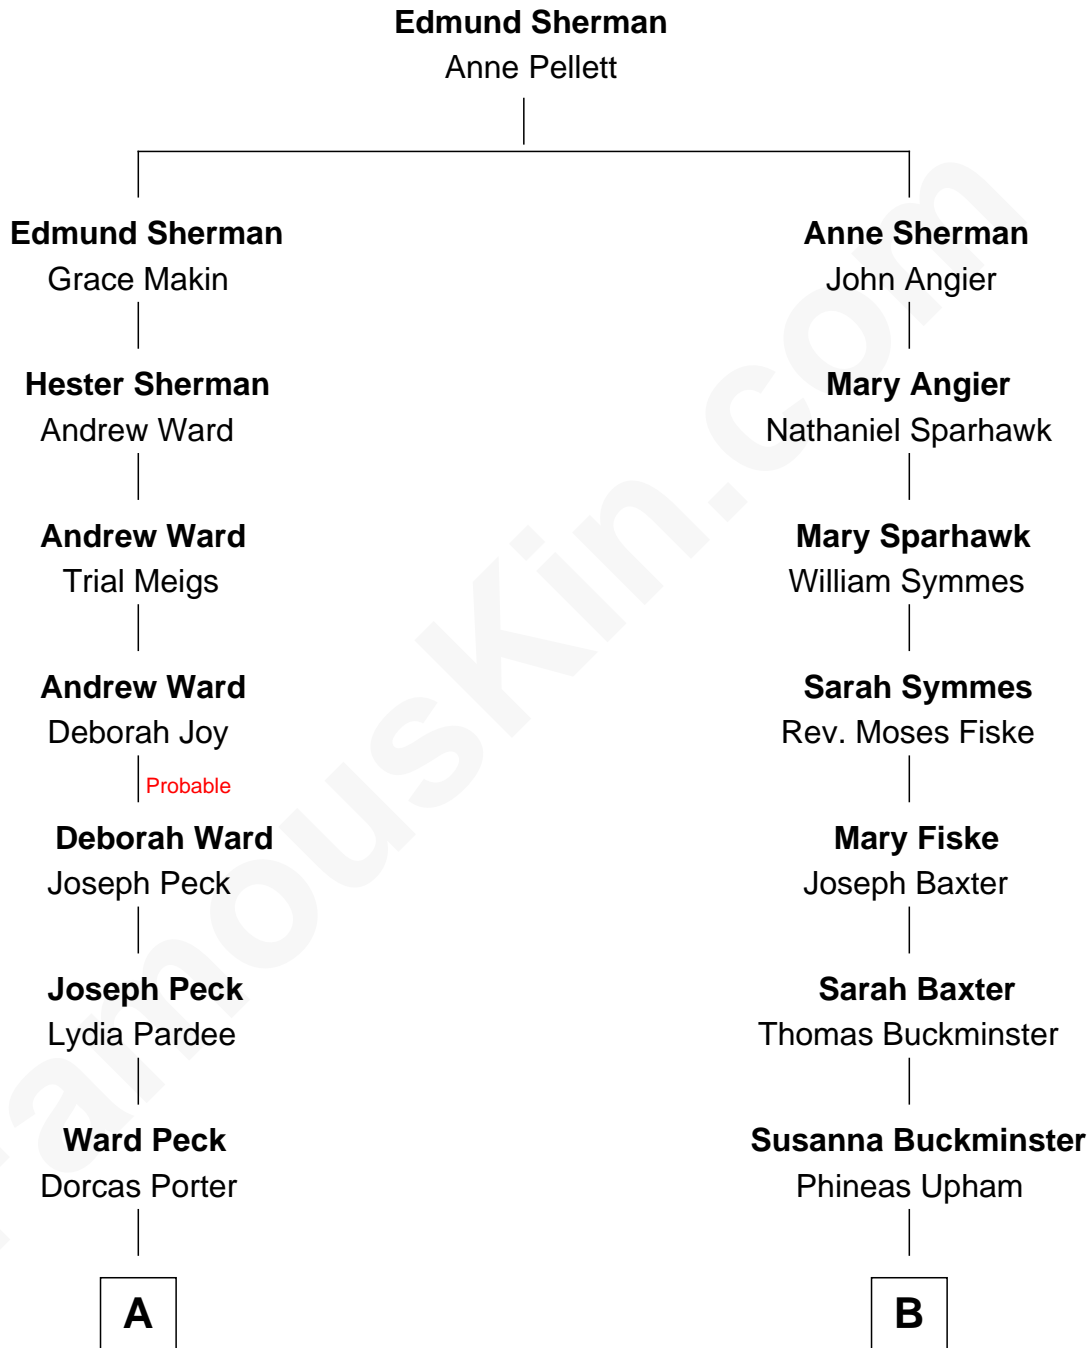 Edmund Sherman
Anne Pellett
Edmund Sherman
Grace Makin
Anne Sherman
John Angier
Hester Sherman
Andrew Ward
Mary Angier
Nathaniel Sparhawk
Andrew Ward
Trial Meigs
Mary Sparhawk
William Symmes
Andrew Ward
Deborah Joy
Sarah Symmes
Rev. Moses Fiske
Probable
Deborah Ward
Joseph Peck
Mary Fiske
Joseph Baxter
Joseph Peck
Lydia Pardee
Sarah Baxter
Thomas Buckminster
Ward Peck
Dorcas Porter
Susanna Buckminster
Phineas Upham
A
B
FamousKin.com